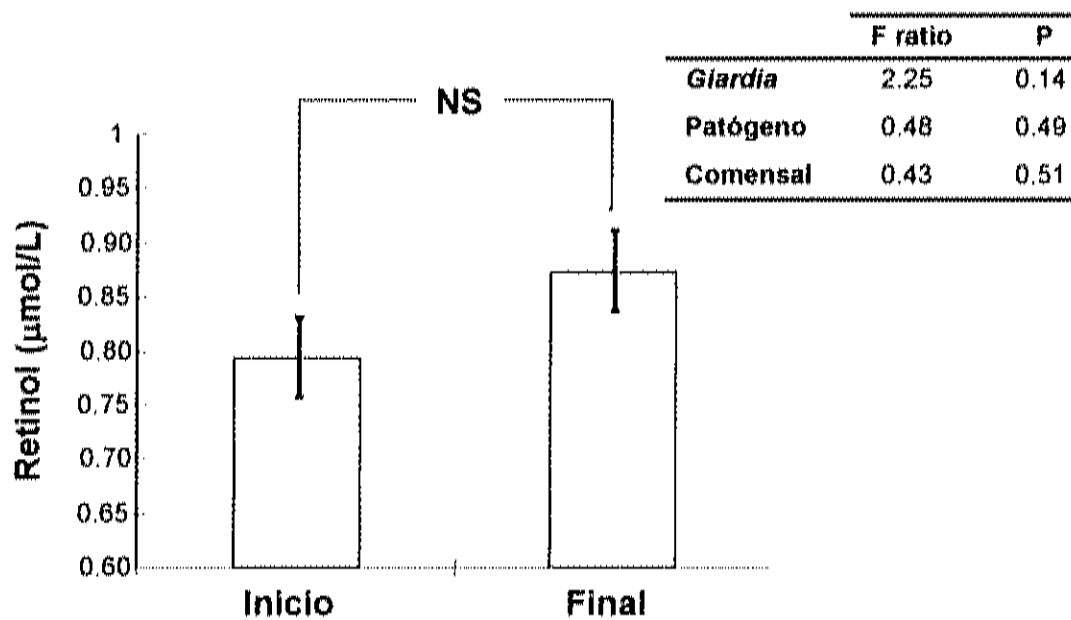 F ratio P
Giardia 2.25 0.14
Patógeno 0.48 0.49
Comensal 0.43 0.51
NS
Retinol (µmol/L)
1
0.95
0.90
0.85
0.80
0.75
0.70
0.65
0.60
Inicio Final